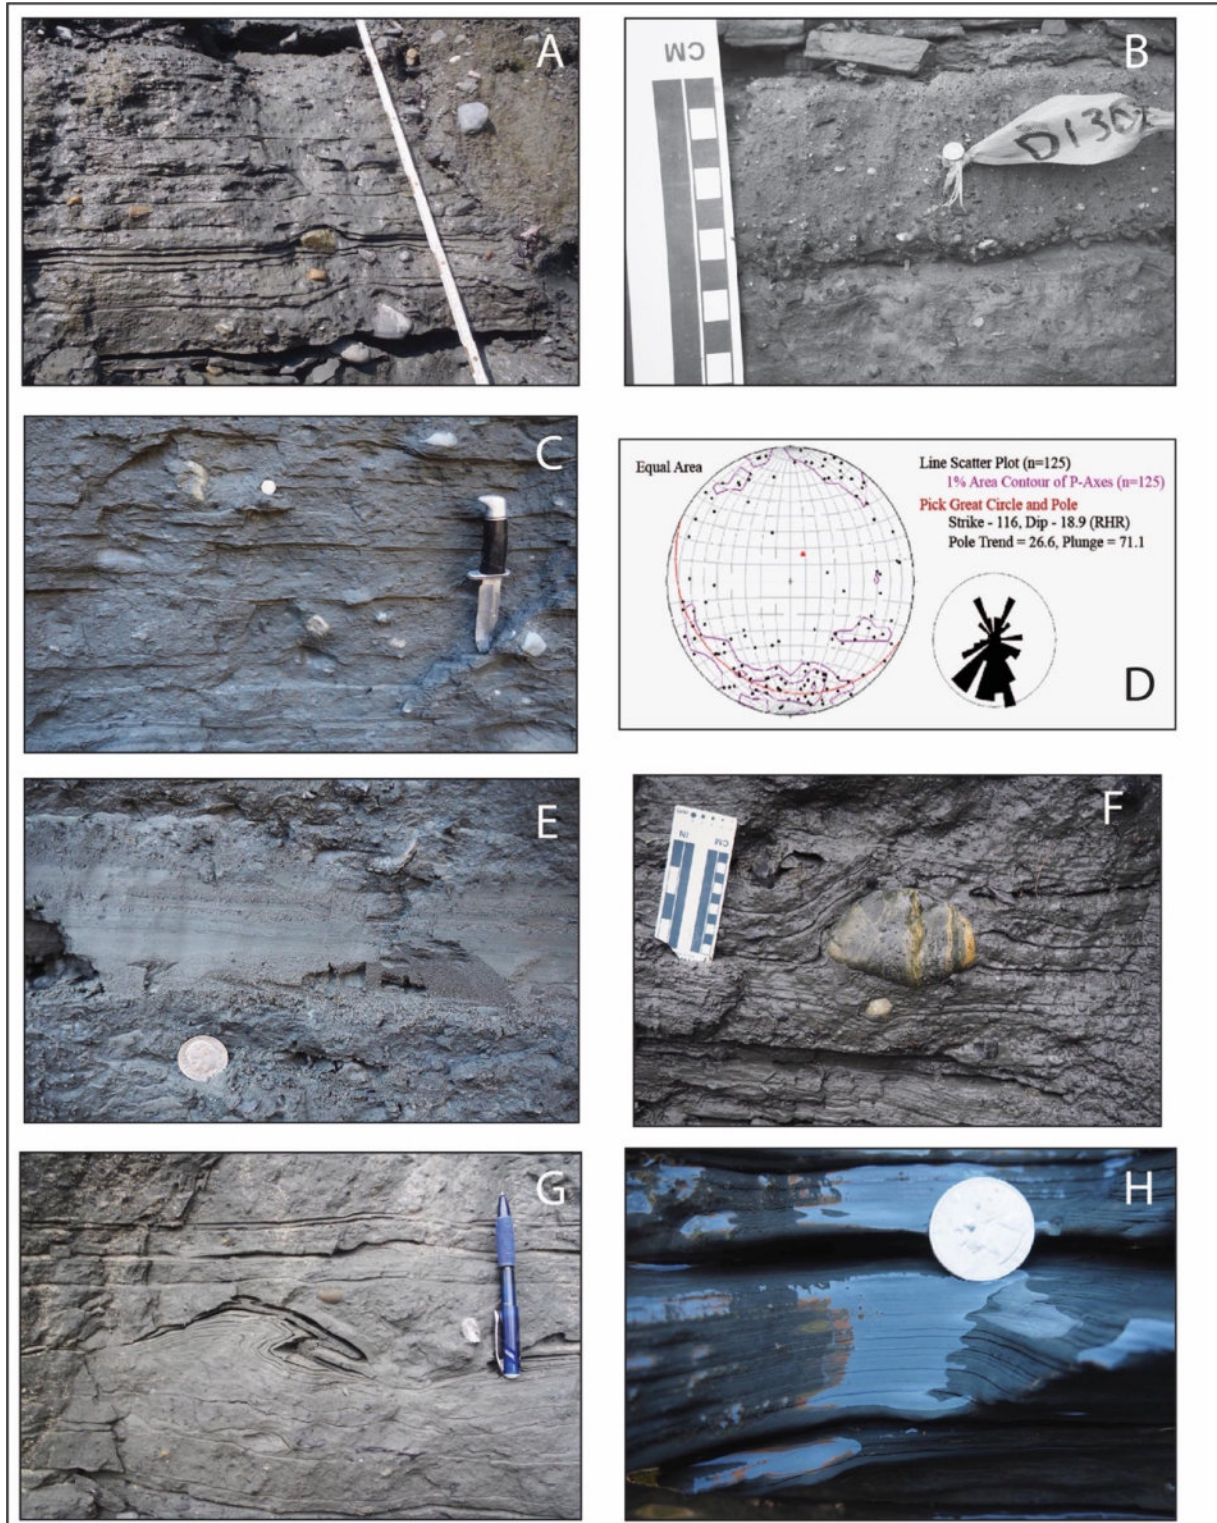 A
B
CM
D130
C
Equal Area
Line Scatter Plot (n=125)
1% Area Contour of P-Axes (n=125)
Pick Great Circle and Pole
Strike - 116, Dip - 18.9 (RHR)
Pole Trend = 26.6, Plunge = 71.1
D
E
F
IN
CM
G
H